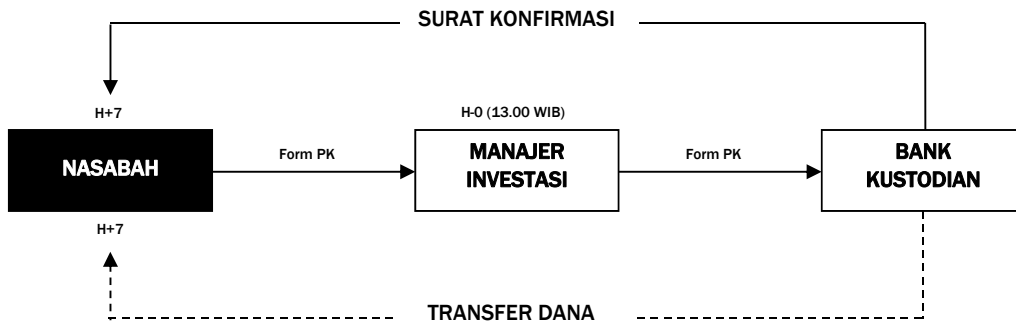 SURAT KONFIRMASI
H+7
H-0 (13.00 WIB)
NASABAH
Form PK
MANAJER
INVESTASI
Form PK
BANK
KUSTODIAN
H+7
TRANSFER DANA